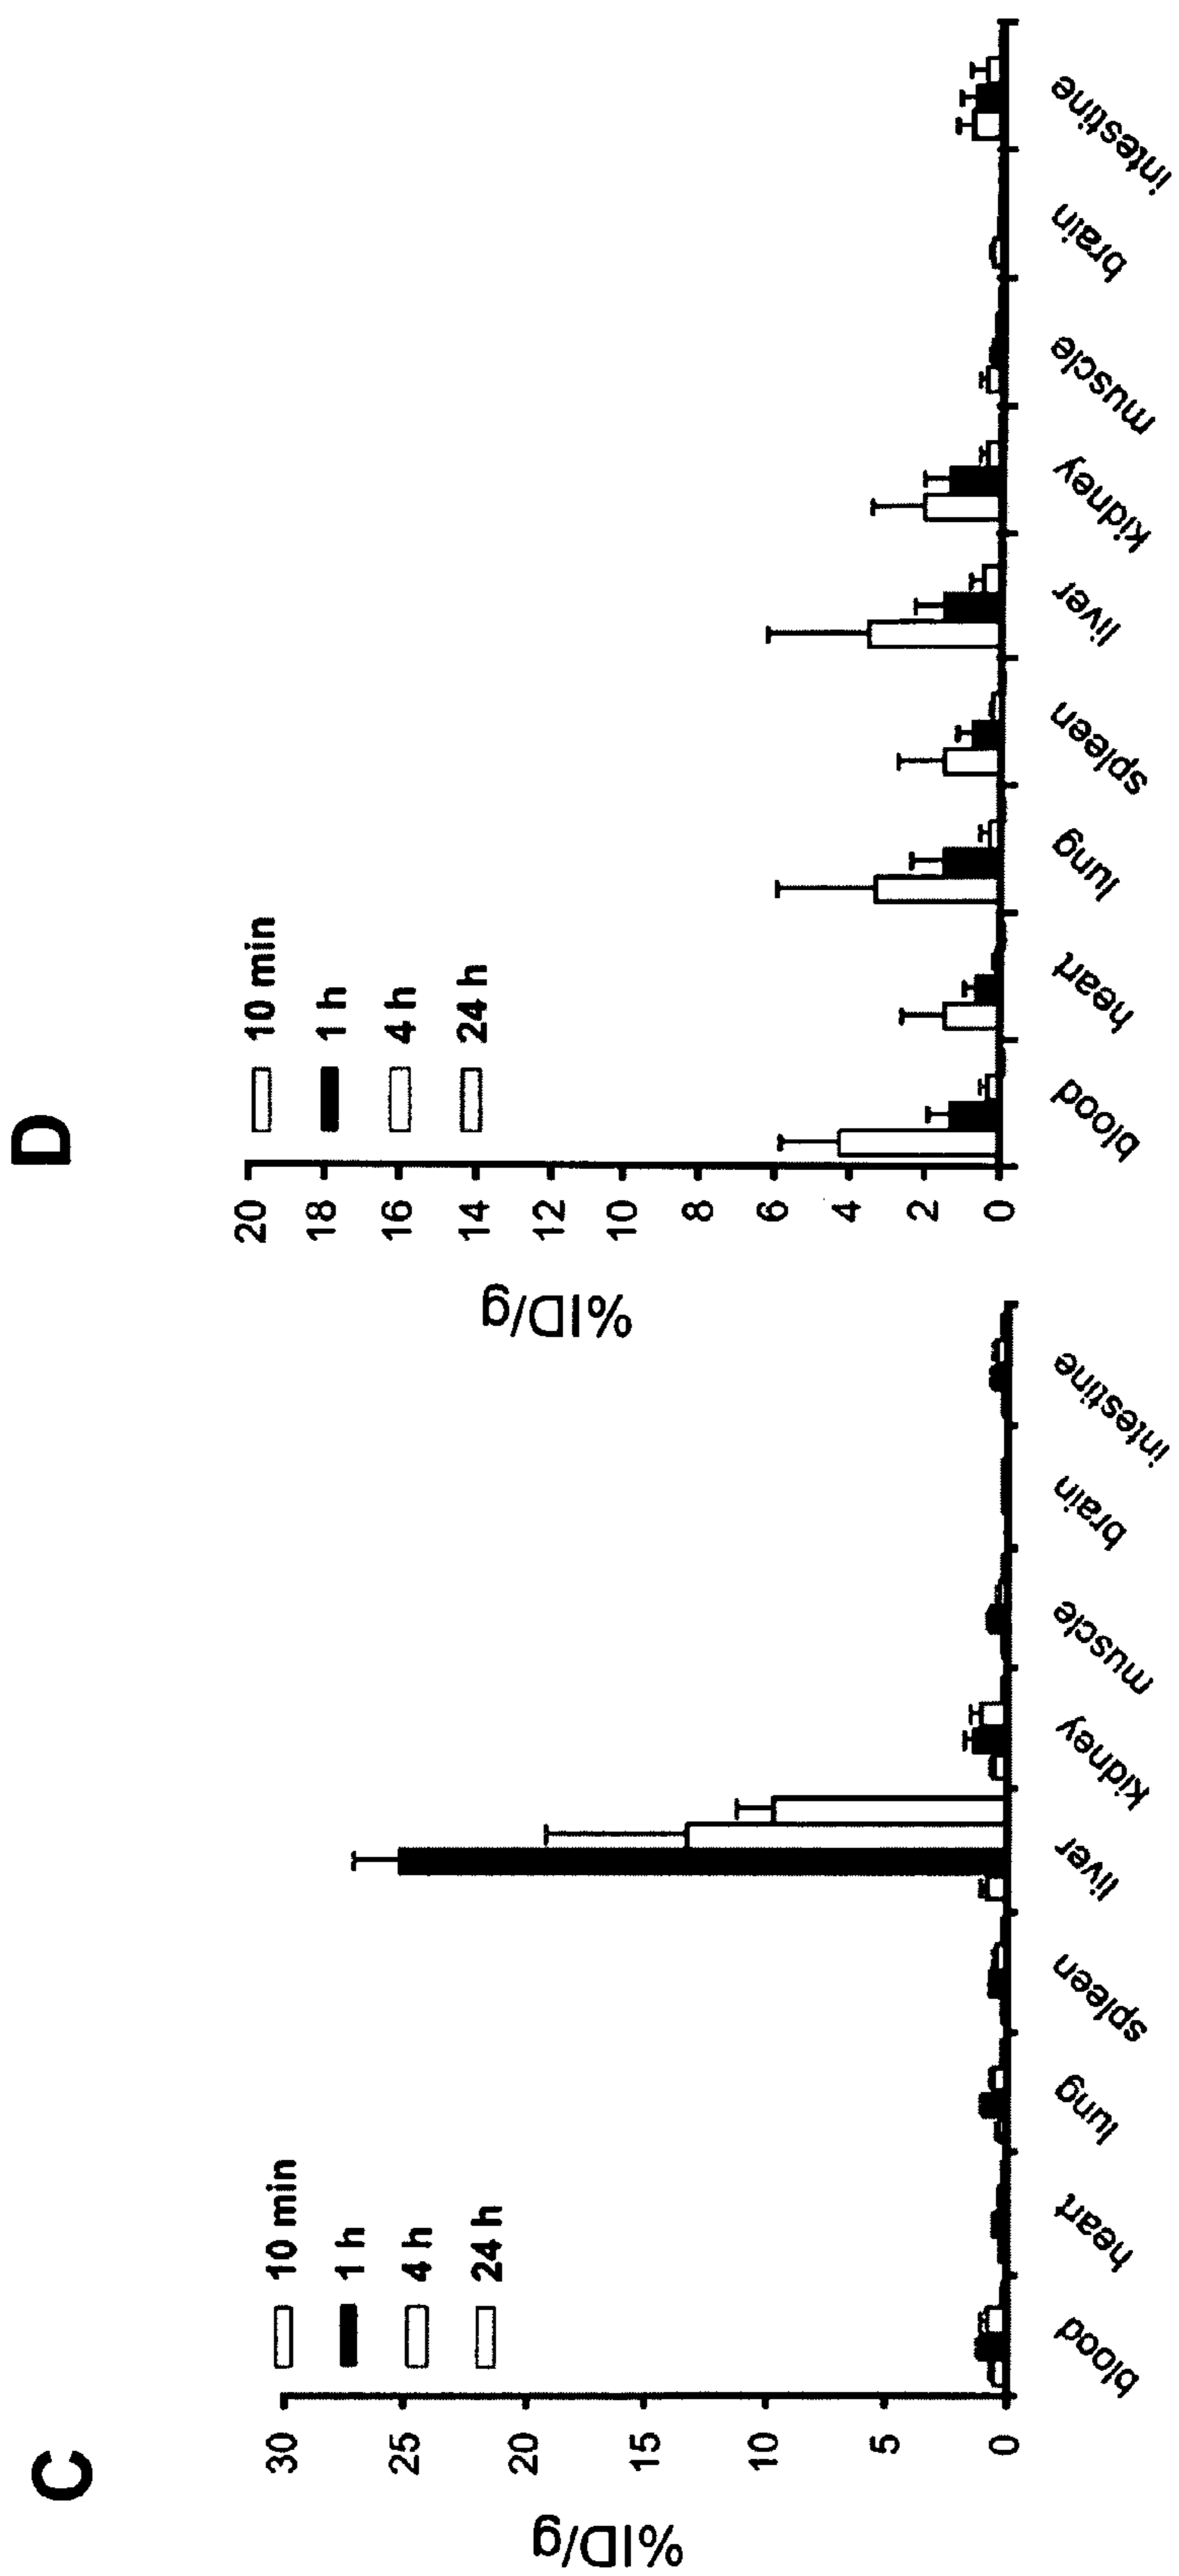 C
%ID/g
30
25
20
15
10
5
0
10 min
1 h
4 h
24 h
blood
heart
lung
spleen
liver
kidney
muscle
brain
intestine
D
%ID/g
20
18
16
14
12
10
8
6
4
2
0
10 min
1 h
4 h
24 h
blood
heart
lung
spleen
liver
kidney
muscle
brain
intestine